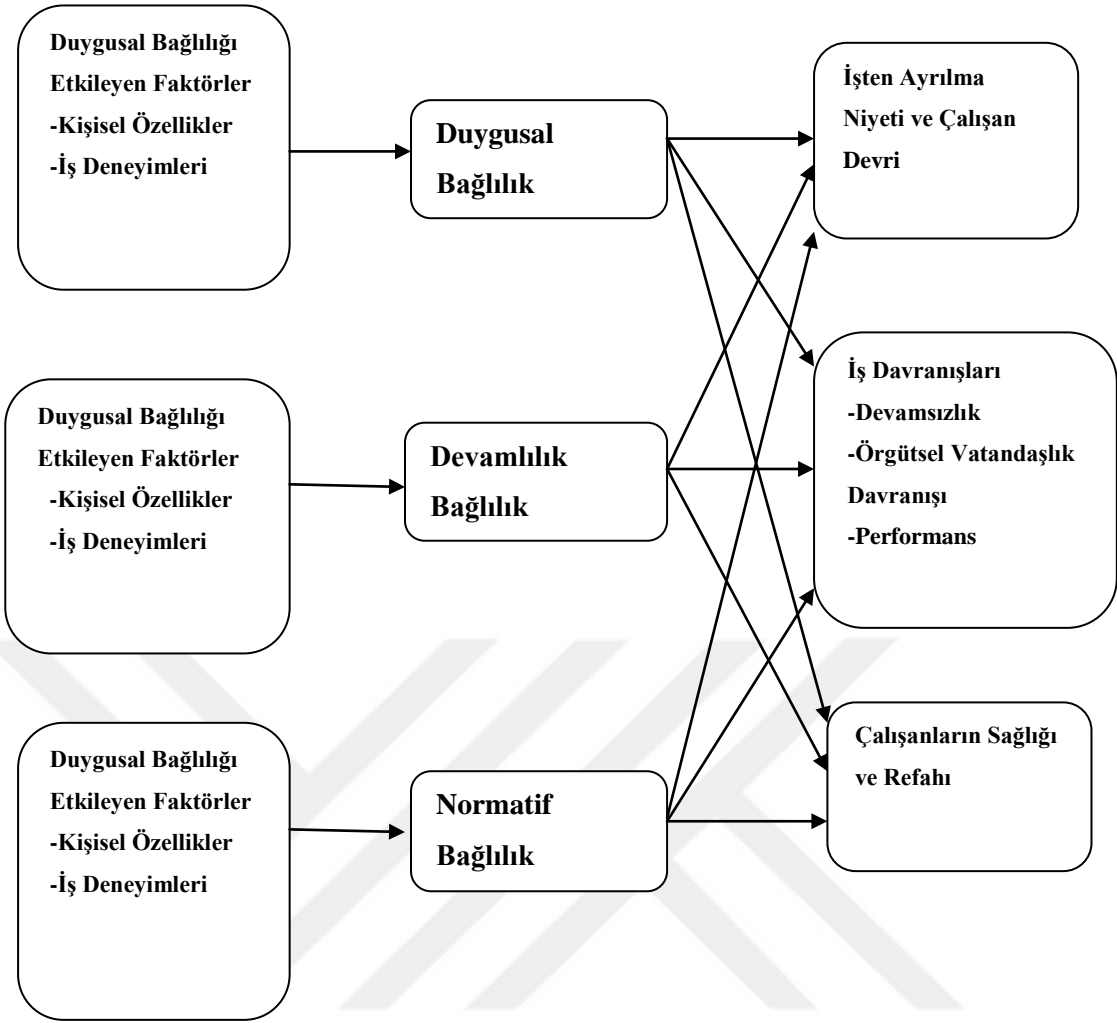 Duygusal Bağlılığı
Etkileyen Faktörler
-Kişisel Özellikler
-İş Deneyimleri
Duygusal
Bağlılık
İşten Ayrılma
Niyeti ve Çalışan
Devri
Duygusal Bağlılığı
Etkileyen Faktörler
-Kişisel Özellikler
-İş Deneyimleri
Devamlılık
Bağlılık
İş Davranışları
-Devamsızlık
-Örgütsel Vatandaşlık
Davranışı
-Performans
Duygusal Bağlılığı
Etkileyen Faktörler
-Kişisel Özellikler
-İş Deneyimleri
Normatif
Bağlılık
Çalışanların Sağlığı
ve Refahı